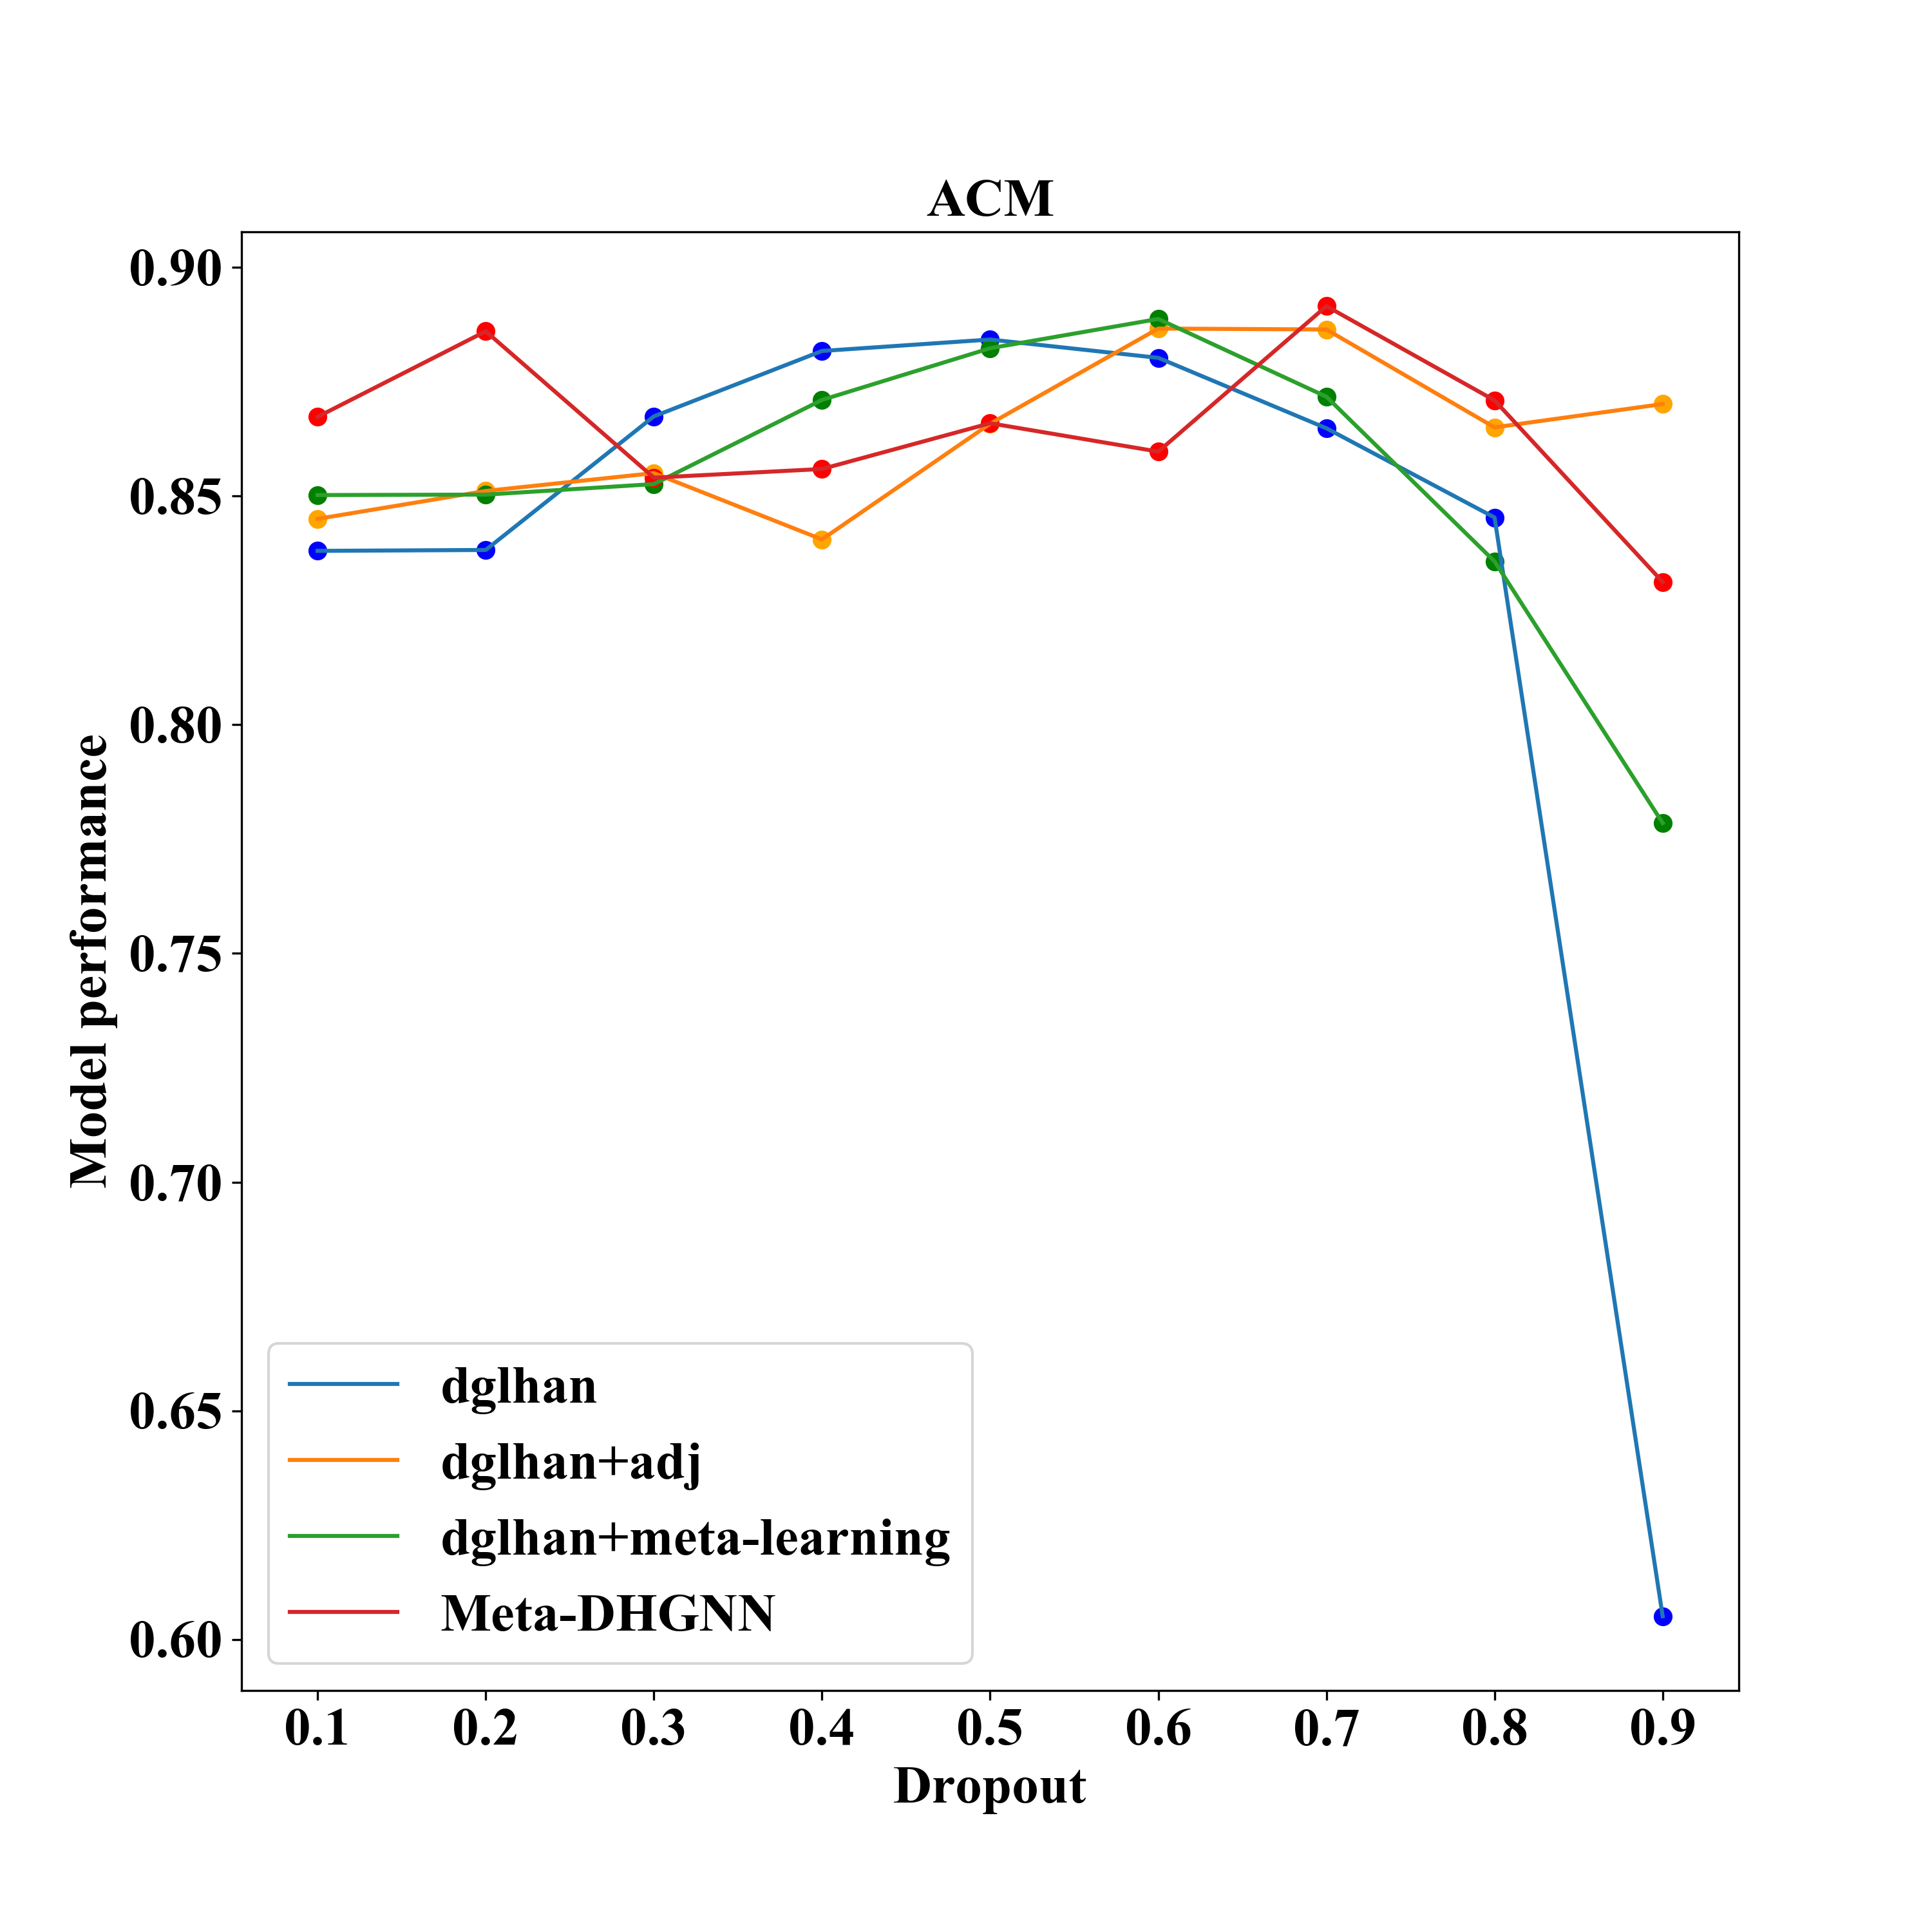 ACM
0.90
0.85
0.80
0.75
0.70
0.65
0.60
Model performance
dglhan
dglhan+adj
dglhan+meta-learning
Meta-DHGNN
0.1 0.2 0.3 0.4 0.5 0.6 0.7 0.8 0.9
Dropout